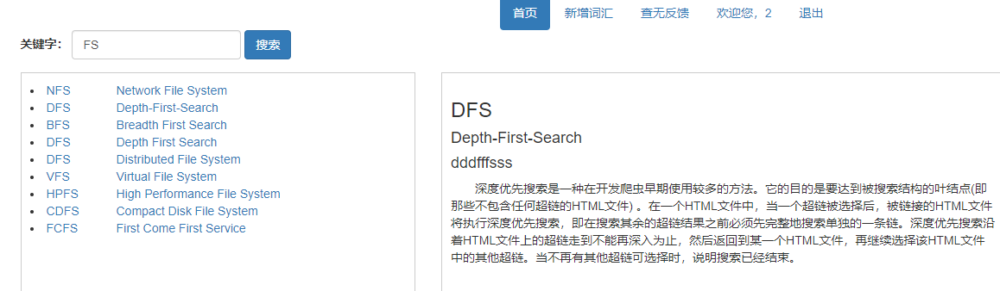 首页 新增词汇 查无反馈 欢迎您，2 退出
关键字： FS 搜索
NFS Network File System
DFS Depth-First-Search
BFS Breadth First Search
DFS Depth First Search
DFS Distributed File System
VFS Virtual File System
HPFS High Performance File System
CDFS Compact Disk File System
FCFS First Come First Service
DFS
Depth-First-Search
dddfffsss
深度优先搜索是一种在开发爬虫早期使用较多的方法。它的目的是要达到被搜索结构的叶结点(即
那些不包含任何超链的HTML文件) 。在一个HTML文件中，当一个超链被选择后，被链接的HTML文件
将执行深度优先搜索，即在搜索其余的超链结果之前必须先完整地搜索单独的一条链。深度优先搜索沿
着HTML文件上的超链走到不能再深入为止，然后返回到某一个HTML文件，再继续选择该HTML文件
中的其他超链。当不再有其他超链可选择时，说明搜索已经结束。